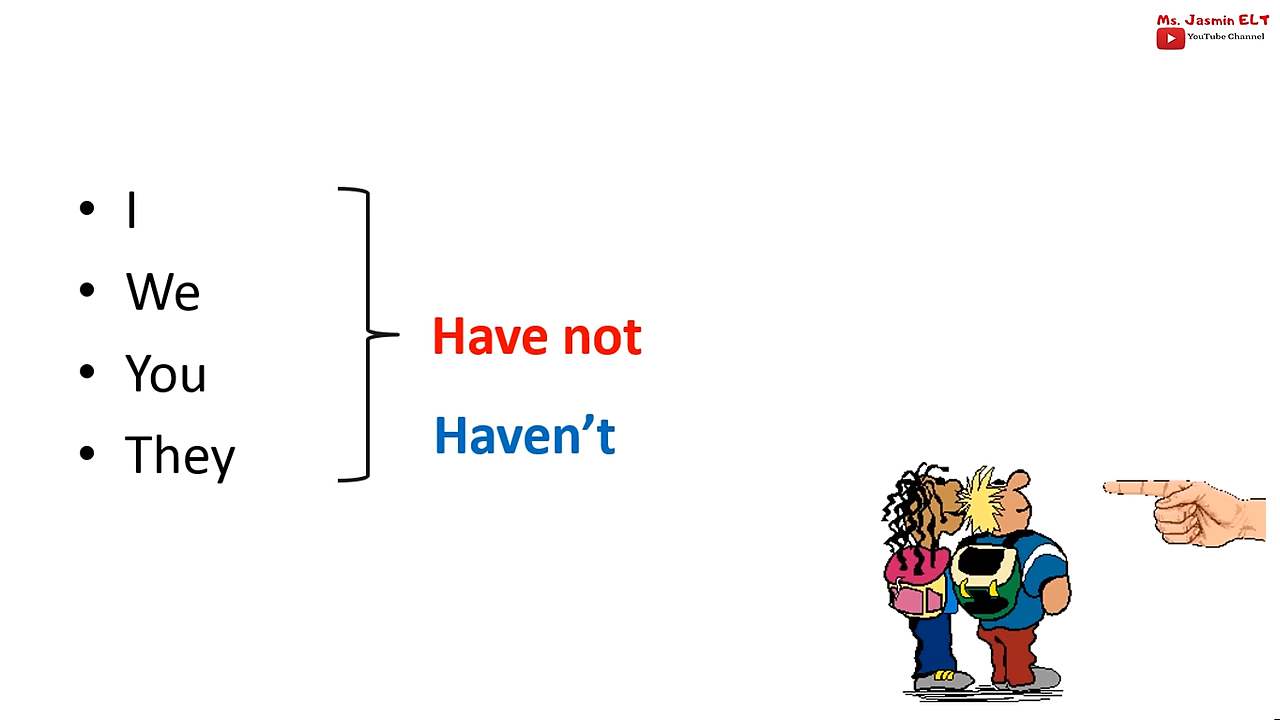 Ms. Jasmin ELT
YouTube Channel
• I
• We
• You
• They
Have not
Haven’t